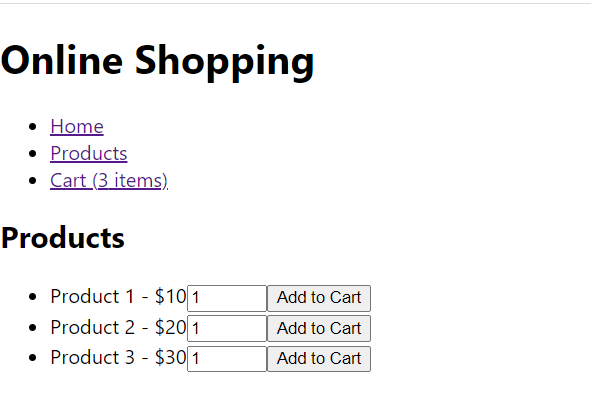 Online Shopping
Home
Products
Cart (3 items)
Products
Product 1 - $10 1 Add to Cart
Product 2 - $20 1 Add to Cart
Product 3 - $30 1 Add to Cart